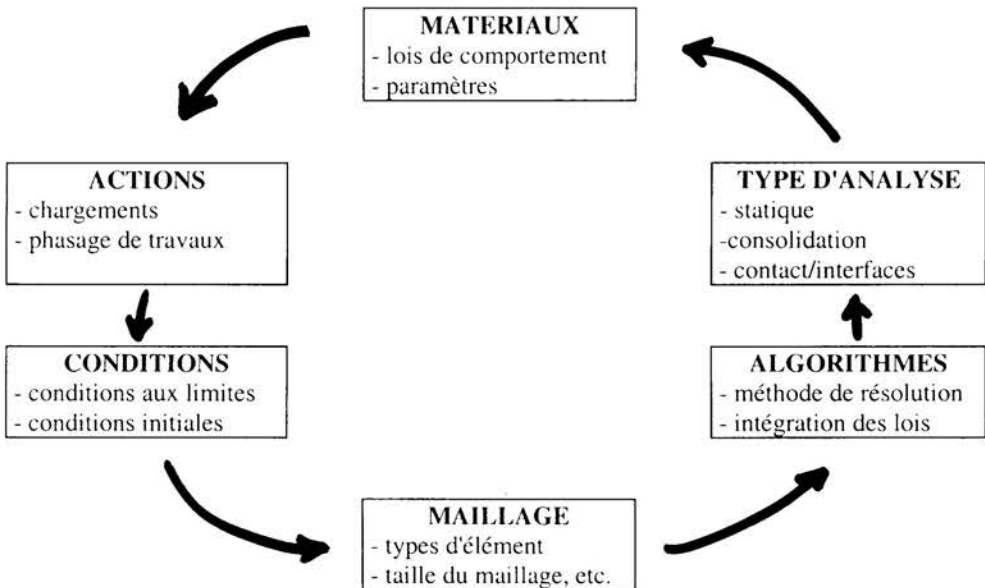 MATERIAUX
- lois de comportement
- paramètres
ACTIONS
- chargements
- phasage de travaux
TYPE D'ANALYSE
- statique
-consolidation
- contact/interfaces
CONDITIONS
- conditions aux limites
- conditions initiales
ALGORITHMES
- méthode de résolution
- intégration des lois
MAILLAGE
- types d'élément
- taille du maillage, etc.